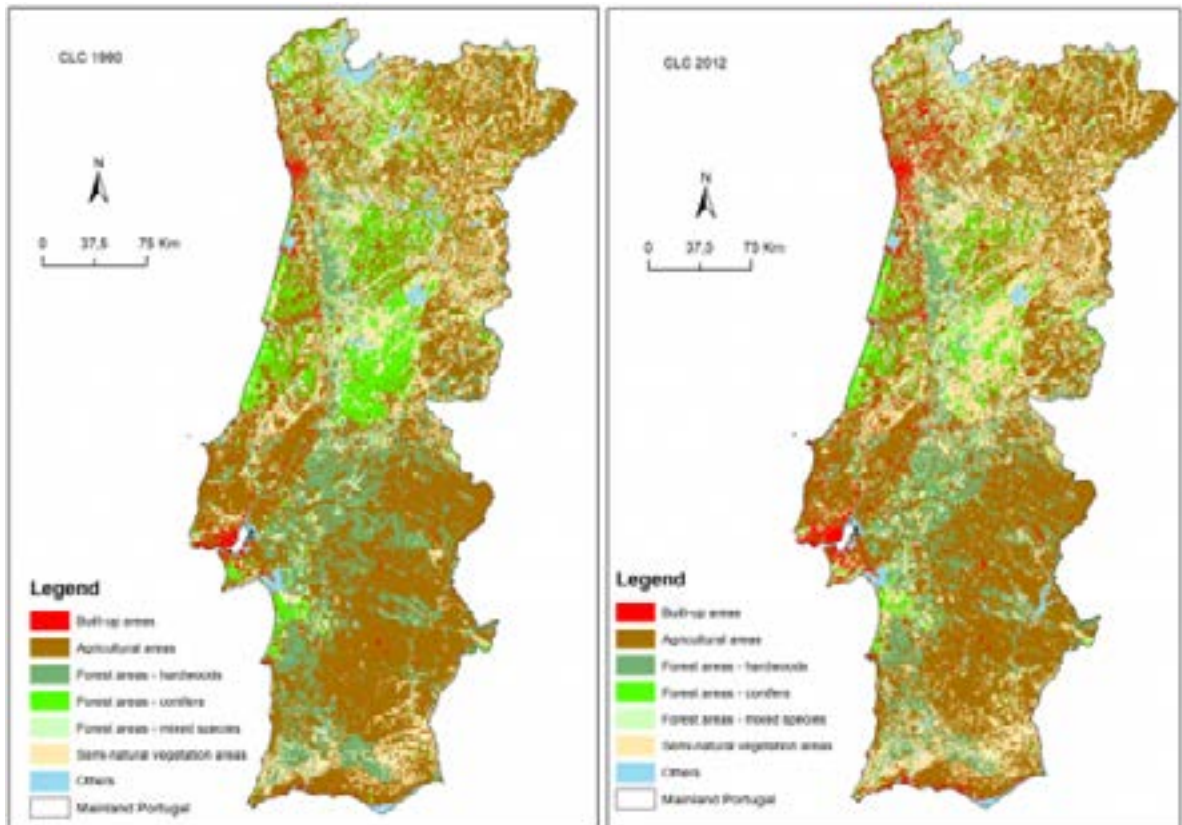 CLC 1990
N
0 37,5 75 Km
Legend
Built-up areas
Agricultural areas
Forest areas - hardwoods
Forest areas - conifers
Forest areas - mixed species
Semi-natural vegetation areas
Others
Mainland Portugal
CLC 2012
N
0 37,5 75 Km
Legend
Built-up areas
Agricultural areas
Forest areas - hardwoods
Forest areas - conifers
Forest areas - mixed species
Semi-natural vegetation areas
Others
Mainland Portugal